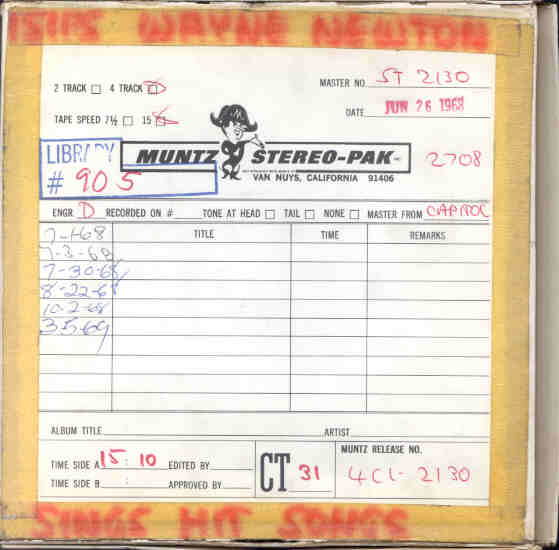 SINGS WAYNE NEWTON
2 TRACK 4 TRACK
MASTER NO. ST 2130
TAPE SPEED 7½ 15
DATE JUN 26 1968
LIBRARY # 905
MUNTZ STEREO-PAK INC
VAN NUYS, CALIFORNIA 91406
2708
ENGR D RECORDED ON # TONE AT HEAD TAIL NONE MASTER FROM CAPITOL
TITLE TIME REMARKS
7-1-68
7-3-68
7-30-68
8-22-68
10-2-68
3-5-69
ALBUM TITLE ARTIST
TIME SIDE A 15:10 EDITED BY
TIME SIDE B : APPROVED BY
CT 31
MUNTZ RELEASE NO.
4CL-2130
SINGS HIT SONGS